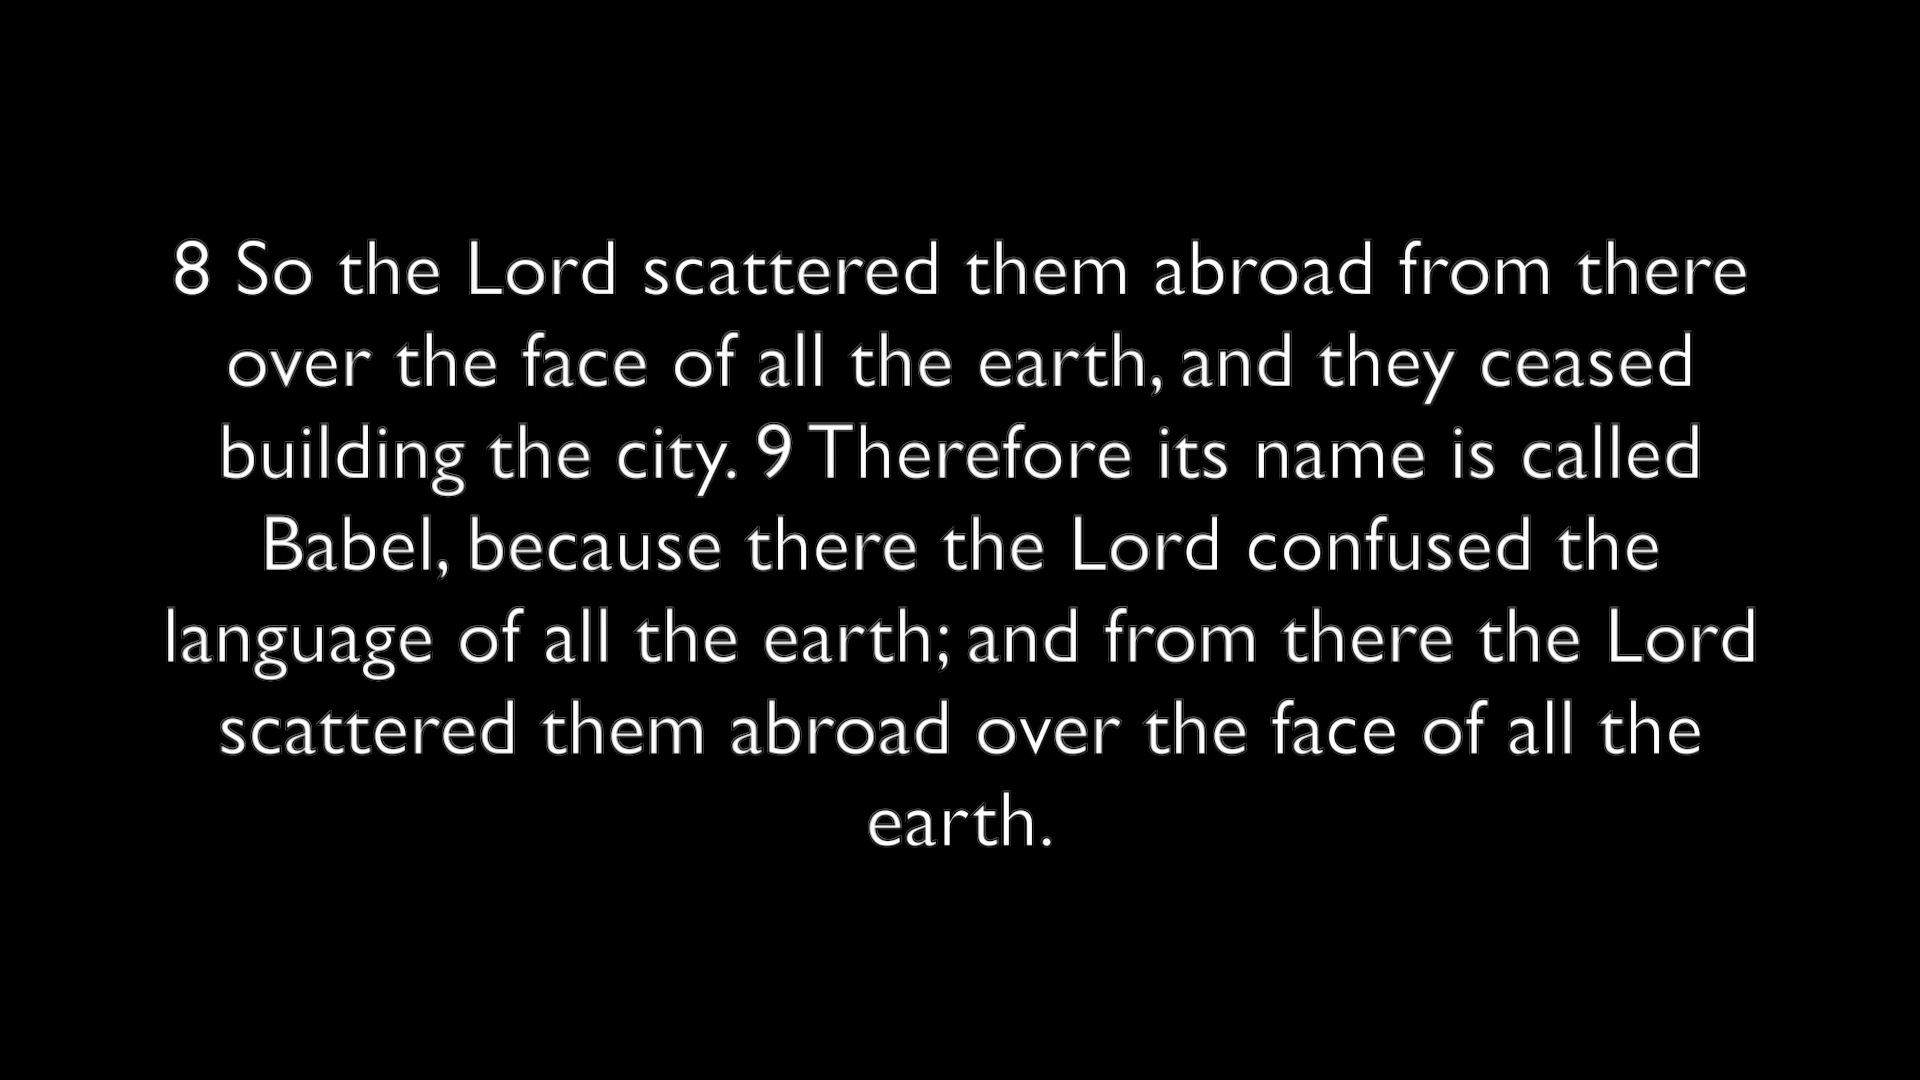 8 So the Lord scattered them abroad from there
over the face of all the earth, and they ceased
building the city. 9 Therefore its name is called
Babel, because there the Lord confused the
language of all the earth; and from there the Lord
scattered them abroad over the face of all the
earth.